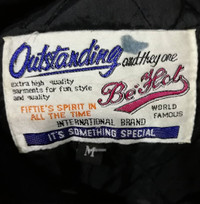 Outstanding and they one
extra high quality
garments for fun, style
and quality
Be Hot
FIFTIE'S SPIRIT IN
ALL THE TIME
WORLD
FAMOUS
INTERNATIONAL BRAND
IT'S SOMETHING SPECIAL
M